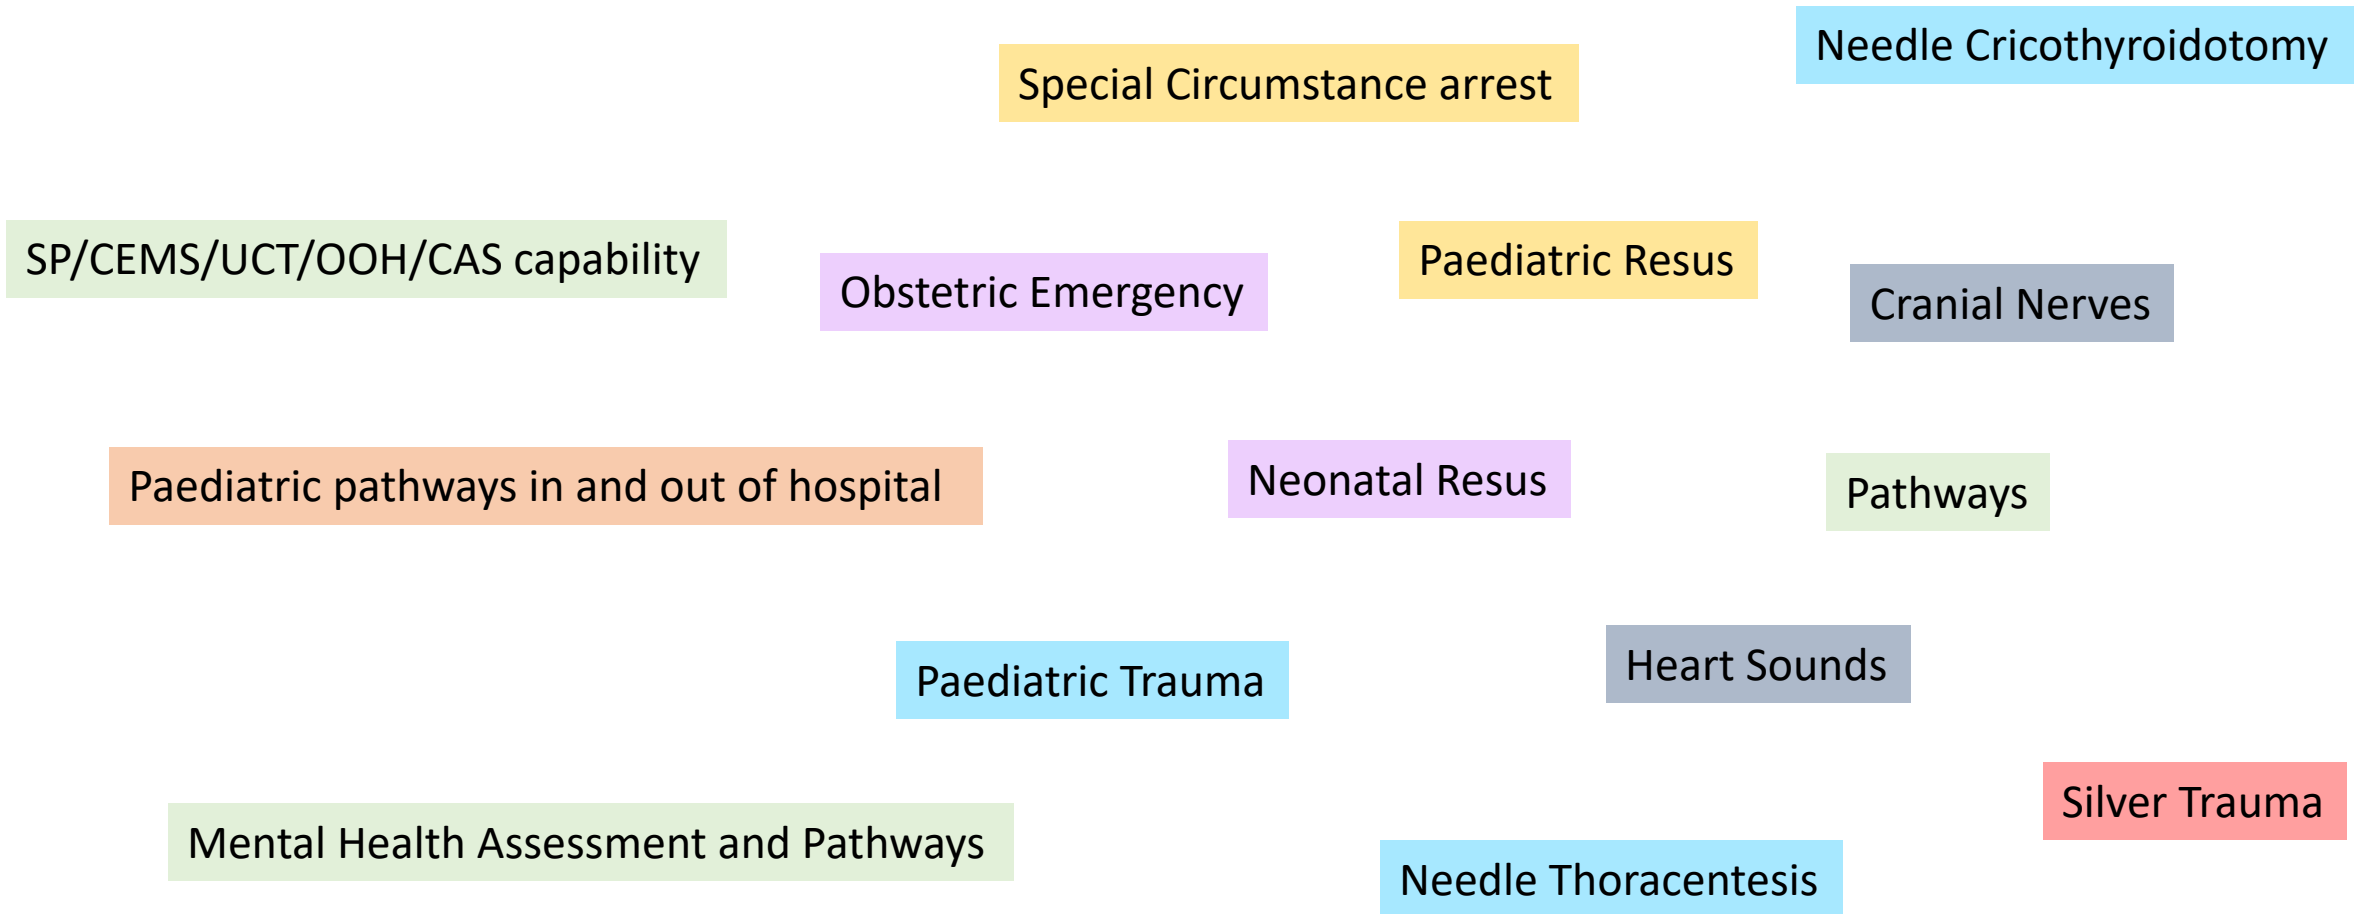 Needle Cricothyroidotomy
Special Circumstance arrest
SP/CEMS/UCT/OOH/CAS capability
Obstetric Emergency
Paediatric Resus
Cranial Nerves
Paediatric pathways in and out of hospital
Neonatal Resus
Pathways
Paediatric Trauma
Heart Sounds
Silver Trauma
Mental Health Assessment and Pathways
Needle Thoracentesis